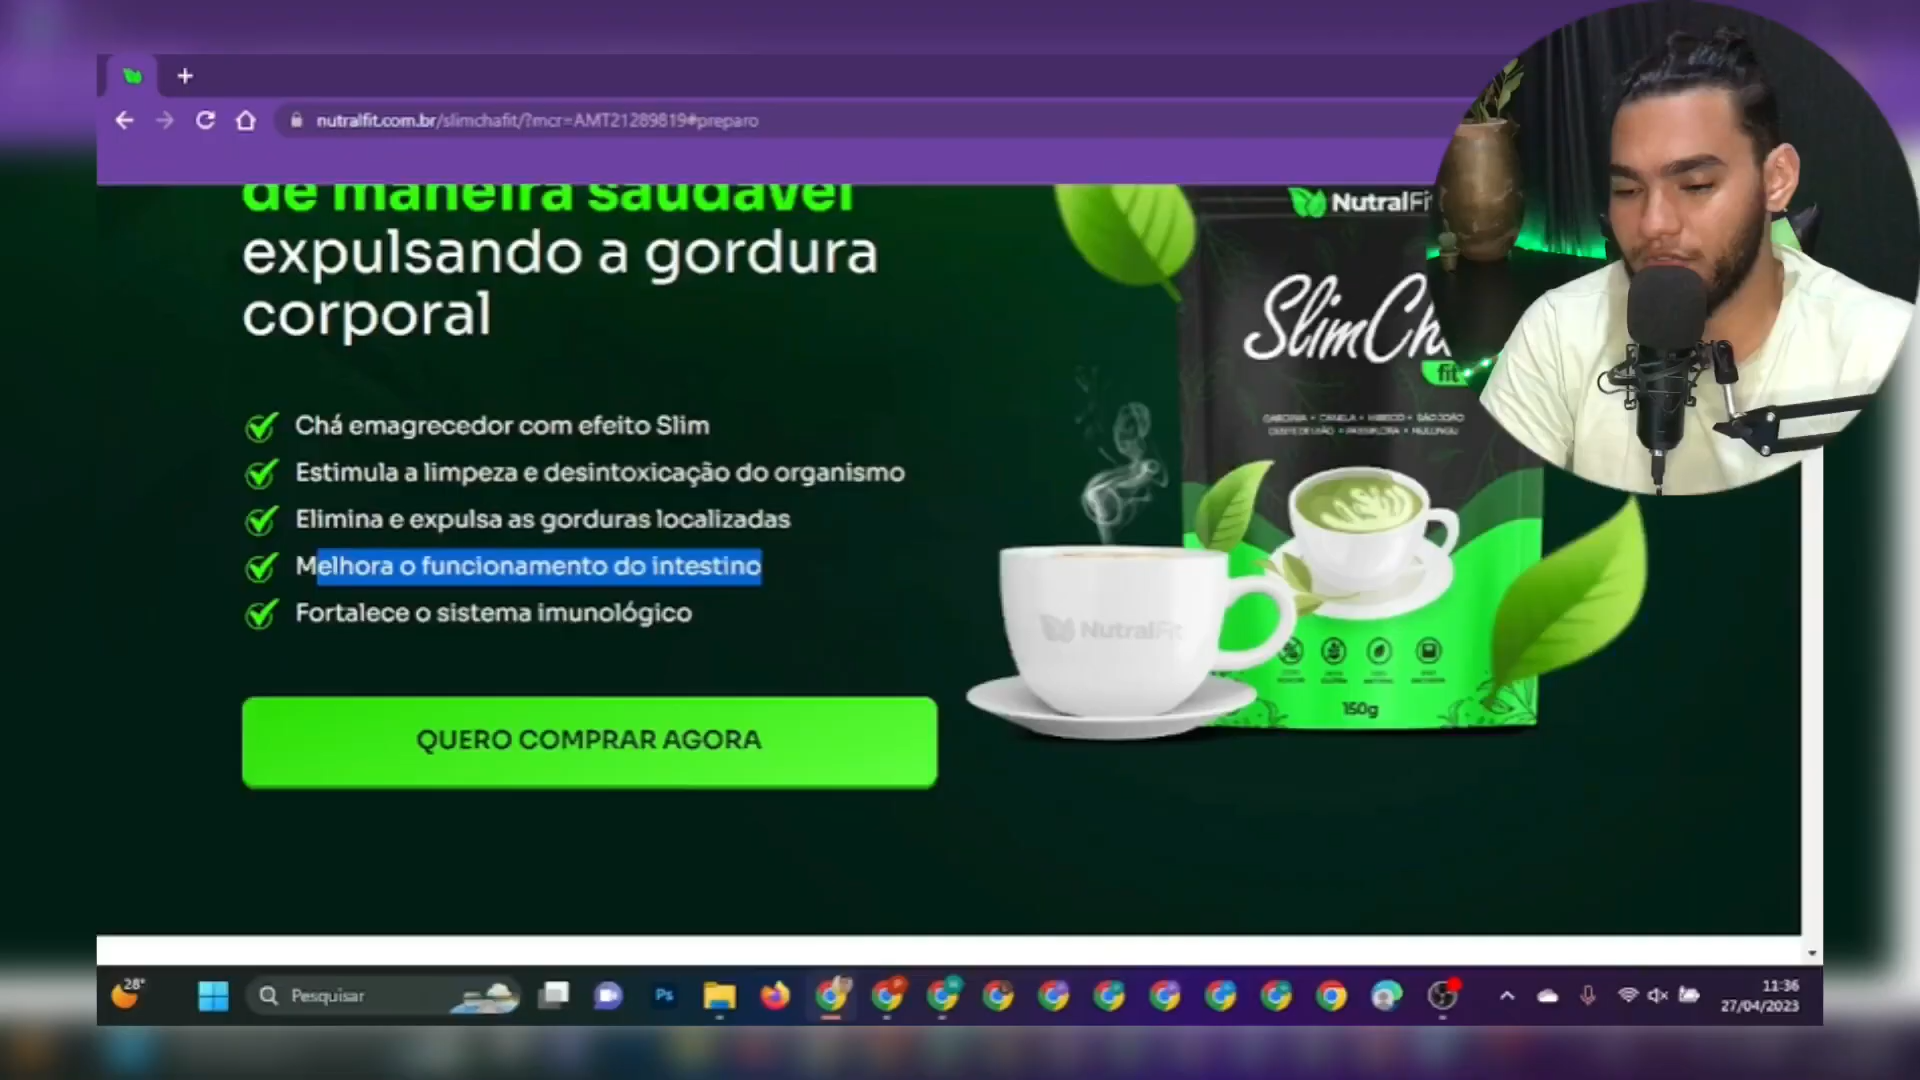 nutralfit.com.br/slimchafit/?mcr=AMT21289819#preparo
de maneira saudável
expulsando a gordura
corporal
Chá emagrecedor com efeito Slim
Estimula a limpeza e desintoxicação do organismo
Elimina e expulsa as gorduras localizadas
Melhora o funcionamento do intestino
Fortalece o sistema imunológico
QUERO COMPRAR AGORA
NutralFi
SlimCh
fit
NutralFit
150g
28°
Pesquisar
Ps
11:36
27/04/2023